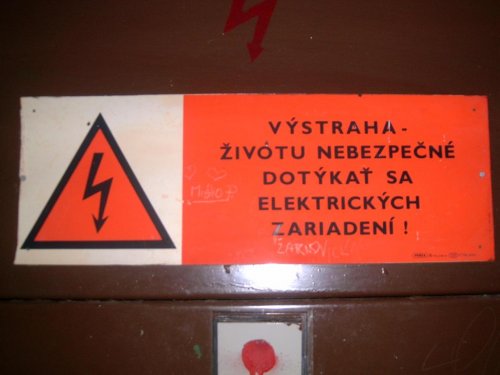 VÝSTRAHA -
ŽIVOTU NEBEZPEČNÉ
DOTÝKAŤ SA
ELEKTRICKÝCH
ZARIADENÍ !